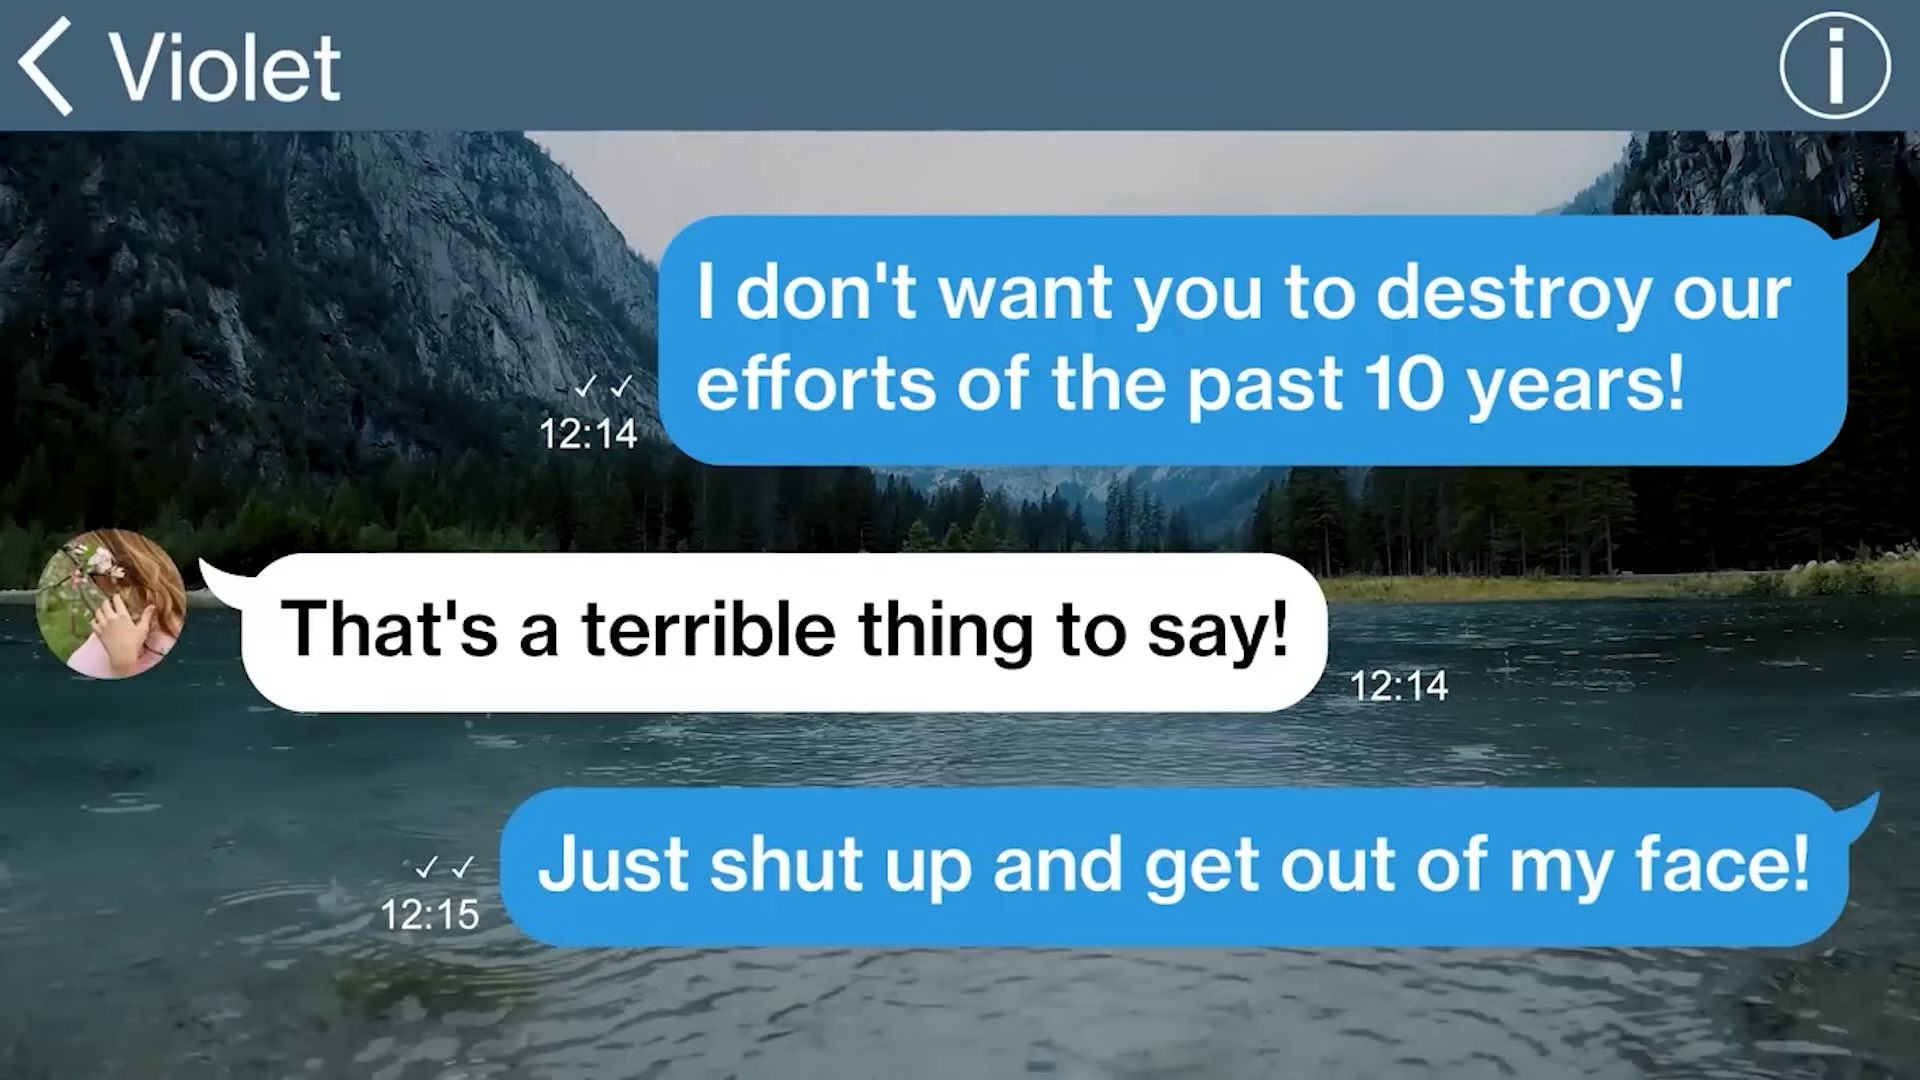 Violet
I don't want you to destroy our
efforts of the past 10 years!
12:14
That's a terrible thing to say!
12:14
Just shut up and get out of my face!
12:15